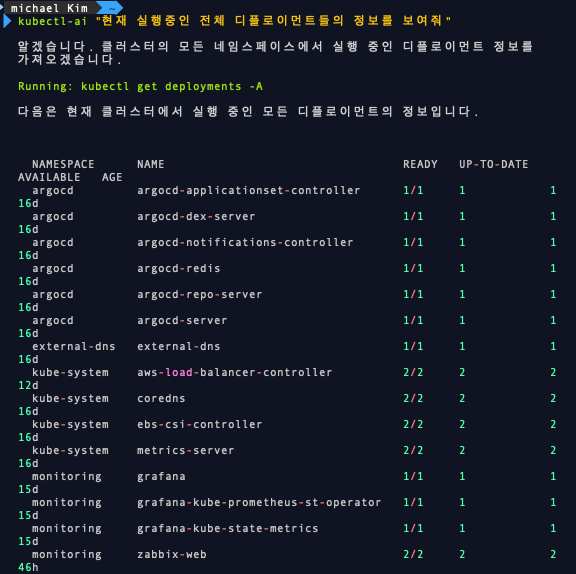 michael Kim
kubectl-ai "현재 실행중인 전체 디플로이먼트들의 정보를 보여줘"
알겠습니다. 클러스터의 모든 네임스페이스에서 실행 중인 디플로이먼트 정보를
가져오겠습니다.
Running: kubectl get deployments -A
다음은 현재 클러스터에서 실행 중인 모든 디플로이먼트의 정보입니다.
NAMESPACE NAME READY UP-TO-DATE
AVAILABLE AGE
argocd argocd-applicationset-controller 1/1 1 1
16d
argocd argocd-dex-server 1/1 1 1
16d
argocd argocd-notifications-controller 1/1 1 1
16d
argocd argocd-redis 1/1 1 1
16d
argocd argocd-repo-server 1/1 1 1
16d
argocd argocd-server 1/1 1 1
16d
external-dns external-dns 1/1 1 1
16d
kube-system aws-load-balancer-controller 2/2 2 2
12d
kube-system coredns 2/2 2 2
16d
kube-system ebs-csi-controller 2/2 2 2
16d
kube-system metrics-server 2/2 2 2
16d
monitoring grafana 1/1 1 1
15d
monitoring grafana-kube-prometheus-st-operator 1/1 1 1
15d
monitoring grafana-kube-state-metrics 1/1 1 1
15d
monitoring zabbix-web 2/2 2 2
46h